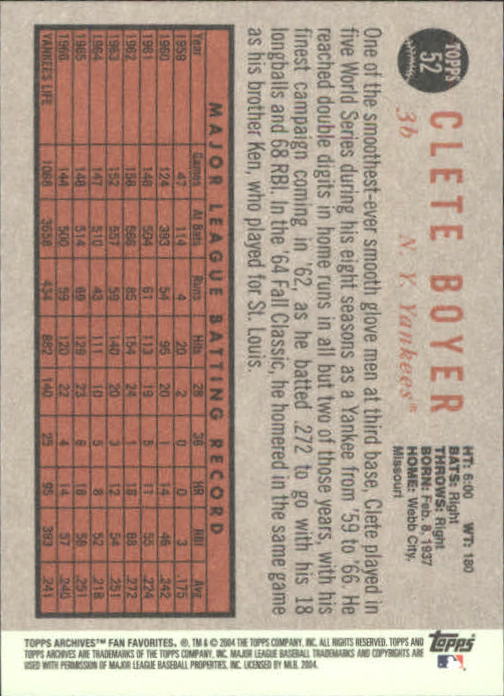 TOPPS
52
CLETE BOYER
3b N. Y. Yankees®
HT: 6:00 WT: 180
BATS: Right
THROWS: Right
BORN: Feb. 8, 1937
HOME: Webb City,
Missouri
One of the smoothest-ever smooth glove men at third base, Clete played in
five World Series during his eight seasons as a Yankee from '59 to '66. He
reached double digits in home runs in all but two of those years, with his
finest campaign coming in '62, as he batted .272 to go with his 18
longballs and 68 RBI. In the '64 Fall Classic, he homered in the same game
as his brother Ken, who played for St. Louis.
MAJOR LEAGUE BATTING RECORD
Year Games At Bats Runs Hits 2B 3B HR RBI Ave
1959 47 114 4 20 2 0 0 3 .175
1960 124 393 54 95 20 1 14 46 .242
1961 148 504 61 113 19 5 11 55 .224
1962 158 566 85 154 24 1 18 68 .272
1963 152 557 59 140 20 3 12 54 .251
1964 147 510 43 111 10 5 8 52 .218
1965 148 514 69 129 23 6 18 58 .251
1966 144 500 59 120 22 4 14 57 .240
YANKEES LIFE 1068 3658 434 882 140 25 95 393 .241
Topps
TOPPS ARCHIVES™ FAN FAVORITES. ®, TM & © 2004 THE TOPPS COMPANY, INC. ALL RIGHTS RESERVED. TOPPS AND
TOPPS ARCHIVES ARE TRADEMARKS OF THE TOPPS COMPANY, INC. MAJOR LEAGUE BASEBALL TRADEMARKS AND COPYRIGHTS ARE
USED WITH PERMISSION OF MAJOR LEAGUE BASEBALL PROPERTIES, INC. LICENSED BY MLB. 2004.